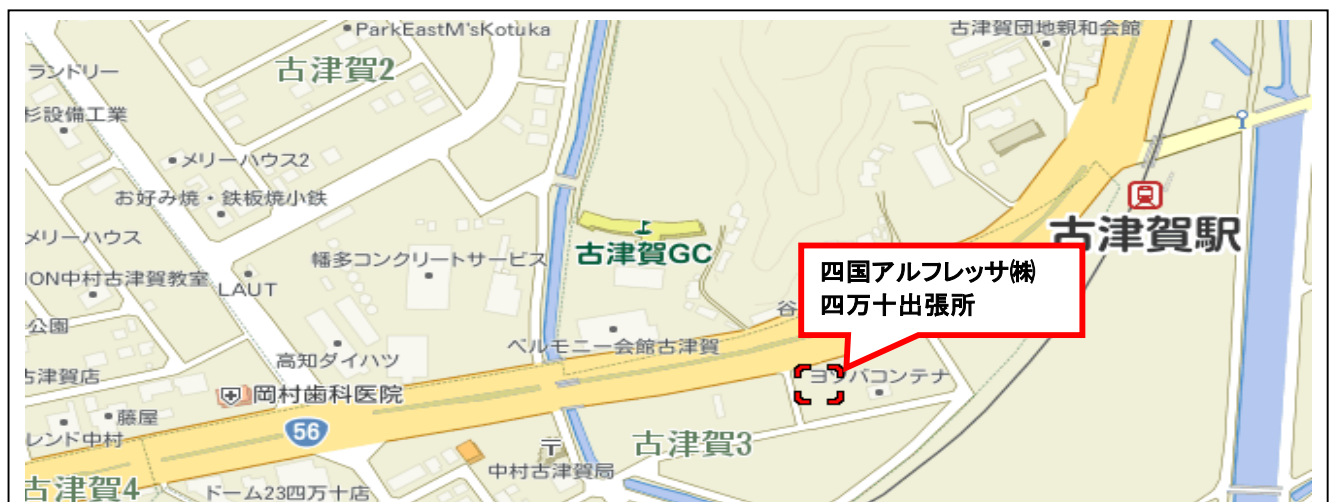 ParkEastM'sKotuka
古津賀団地親和会館
ランドリー
古津賀2
杉設備工業
メリーハウス2
お好み焼・鉄板焼小鉄
メリーハウス
幡多コンクリートサービス
古津賀GC
古津賀駅
ION中村古津賀教室
LAUT
四国アルフレッサ㈱
四万十出張所
公園
谷
ベルモニー会館古津賀
高知ダイハツ
古津賀店
ヨツバコンテナ
岡村歯科医院
藤屋
レンド中村
56
古津賀3
中村古津賀局
古津賀4
ドーム23四万十店